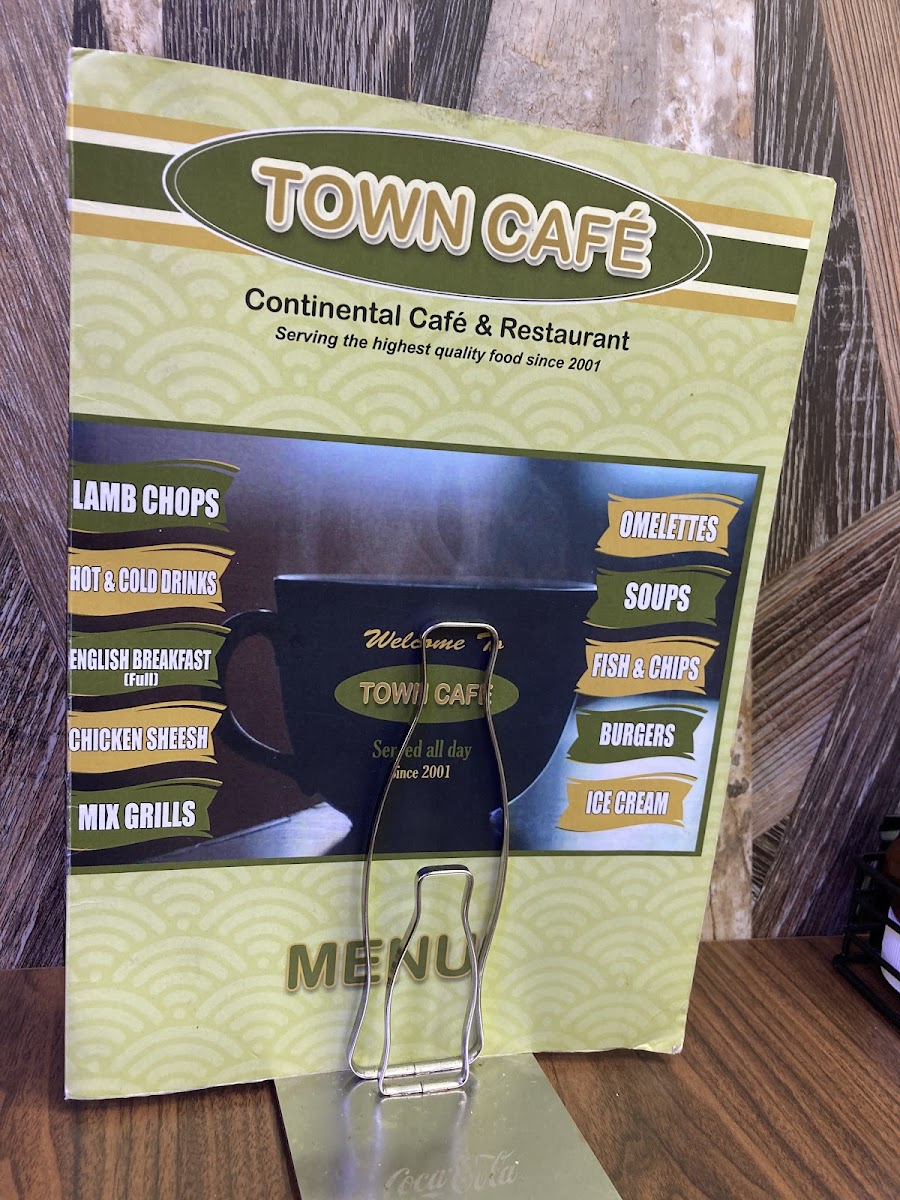 TOWN CAFÉ
Continental Café & Restaurant
Serving the highest quality food since 2001
LAMB CHOPS
HOT & COLD DRINKS
ENGLISH BREAKFAST
(Full)
CHICKEN SHEESH
MIX GRILLS
Welcome To
TOWN CAFÉ
Served all day
Since 2001
OMELETTES
SOUPS
FISH & CHIPS
BURGERS
ICE CREAM
MENU
Coca-Cola